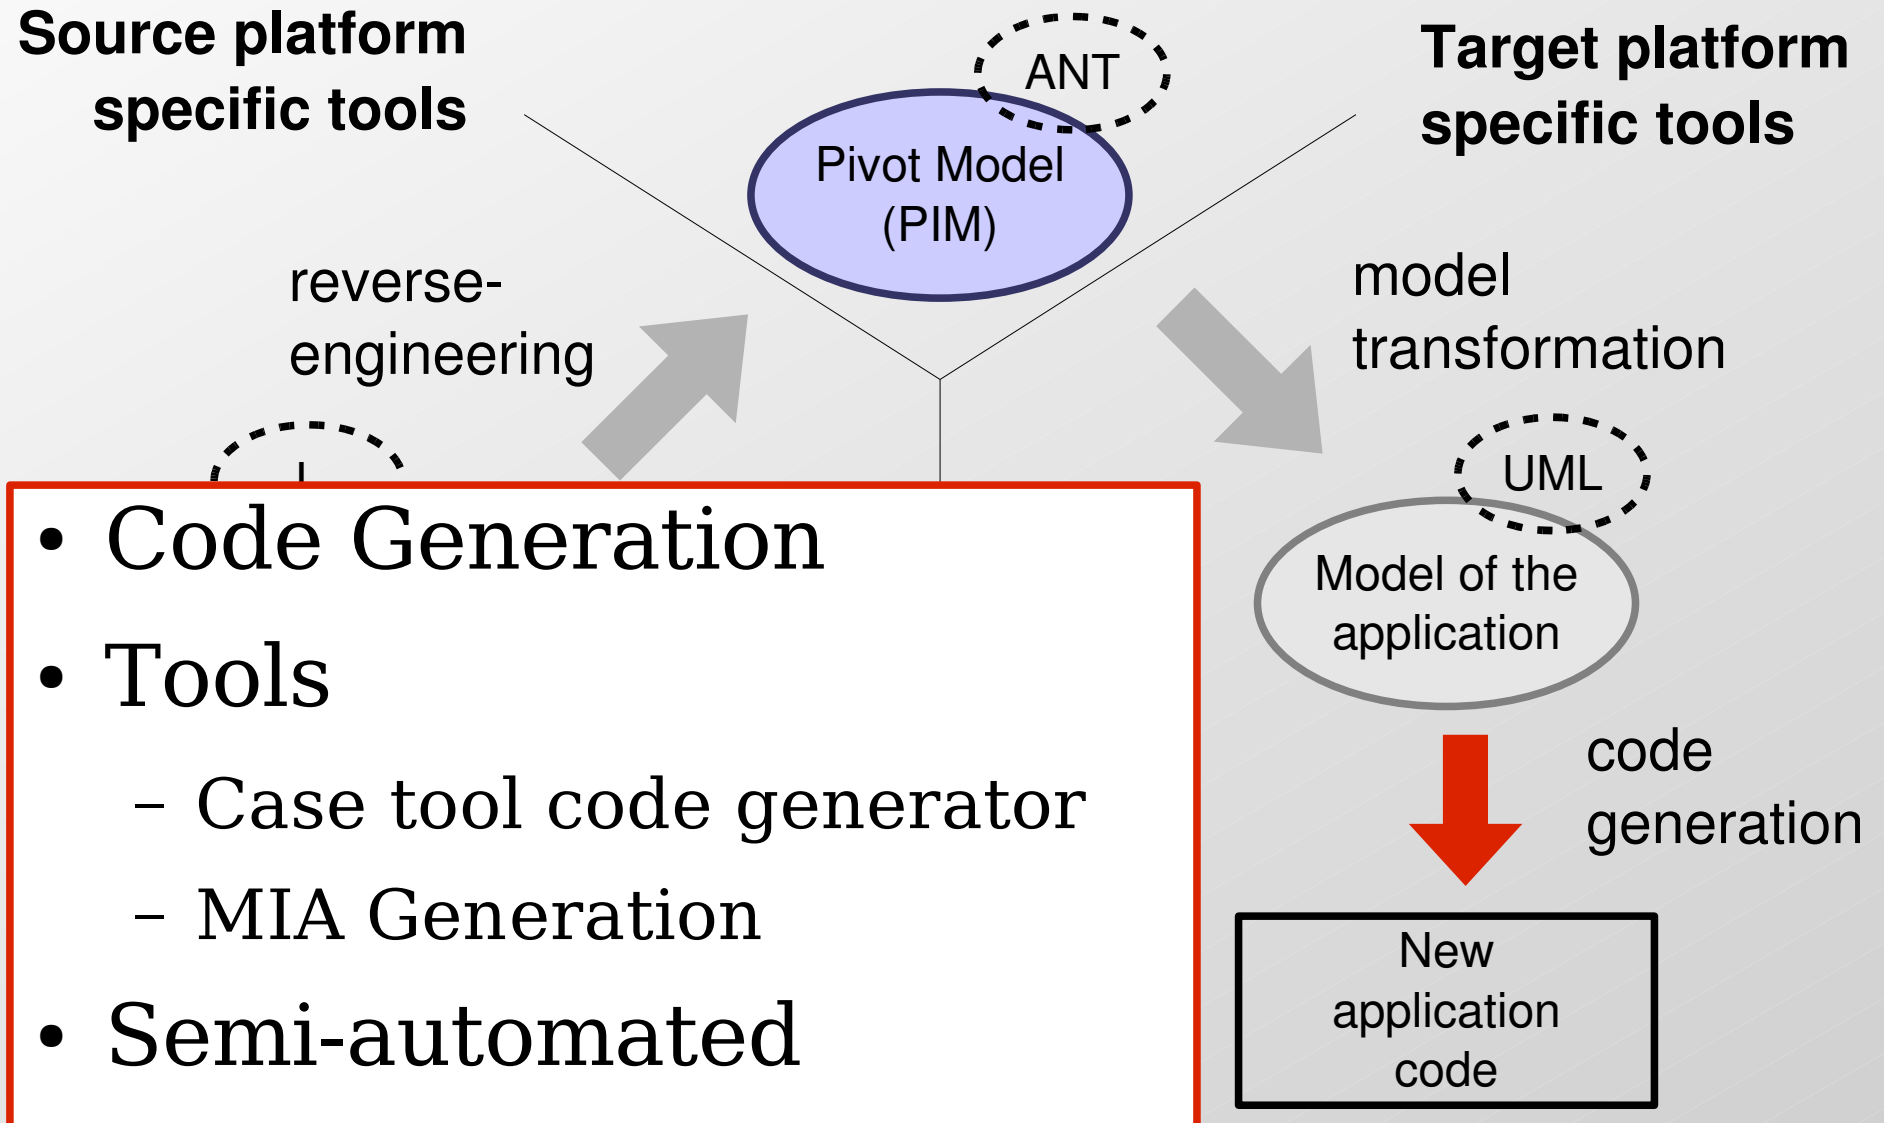 Source platform
specific tools
ANT
Pivot Model
(PIM)
Target platform
specific tools
reverse-
engineering
model
transformation
UML
Model of the
application
• Code Generation
• Tools
– Case tool code generator
– MIA Generation
• Semi-automated
code
generation
New
application
code